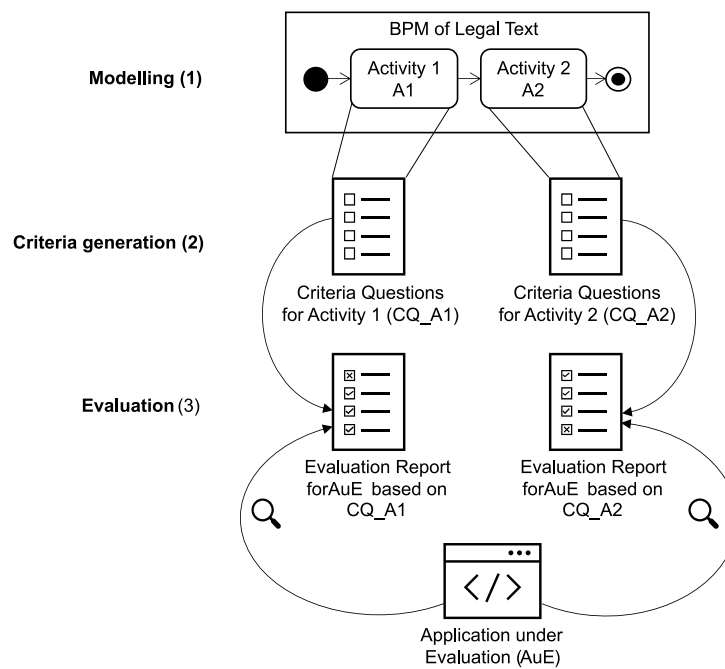 BPM of Legal Text
Modelling (1)
Activity 1
A1
Activity 2
A2
Criteria generation (2)
Criteria Questions
for Activity 1 (CQ_A1)
Criteria Questions
for Activity 2 (CQ_A2)
Evaluation (3)
Evaluation Report
forAuE based on
CQ_A1
Evaluation Report
forAuE based on
CQ_A2
</>
Application under
Evaluation (AuE)